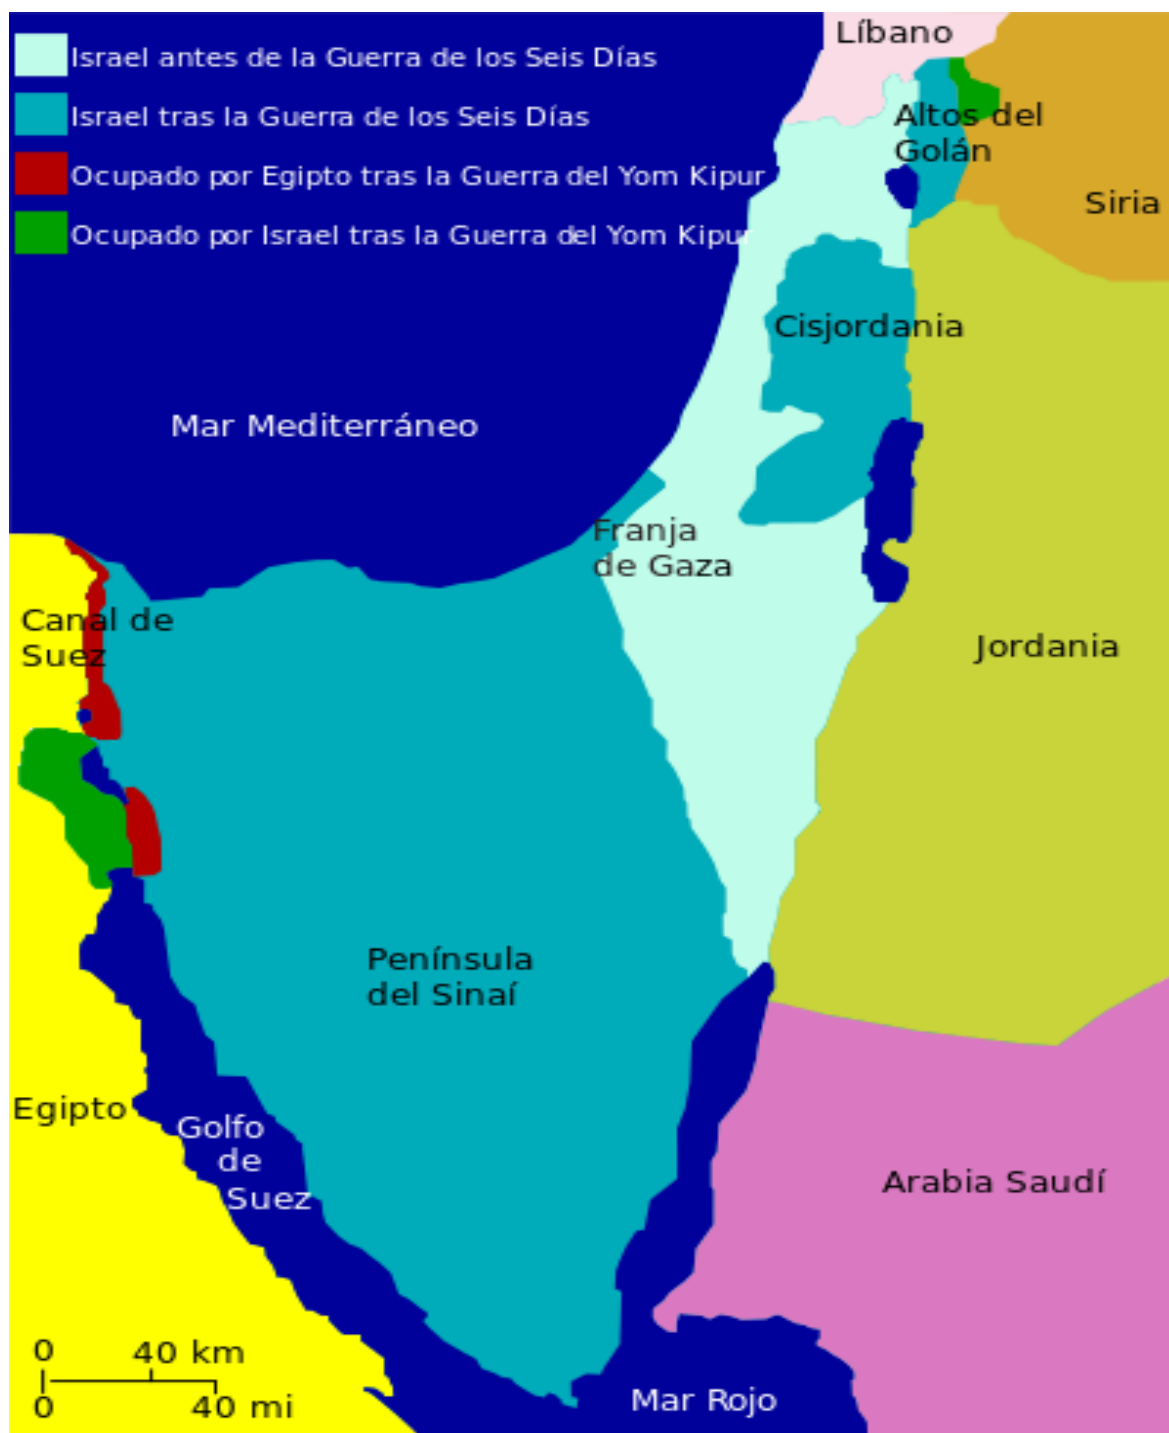 Israel antes de la Guerra de los Seis Días
Israel tras la Guerra de los Seis Días
Ocupado por Egipto tras la Guerra del Yom Kipur
Ocupado por Israel tras la Guerra del Yom Kipur
Líbano
Altos del
Golán
Siria
Cisjordania
Mar Mediterráneo
Franja
de Gaza
Canal de
Suez
Jordania
Península
del Sinaí
Egipto
Golfo
de
Suez
Arabia Saudí
0 40 km
0 40 mi
Mar Rojo